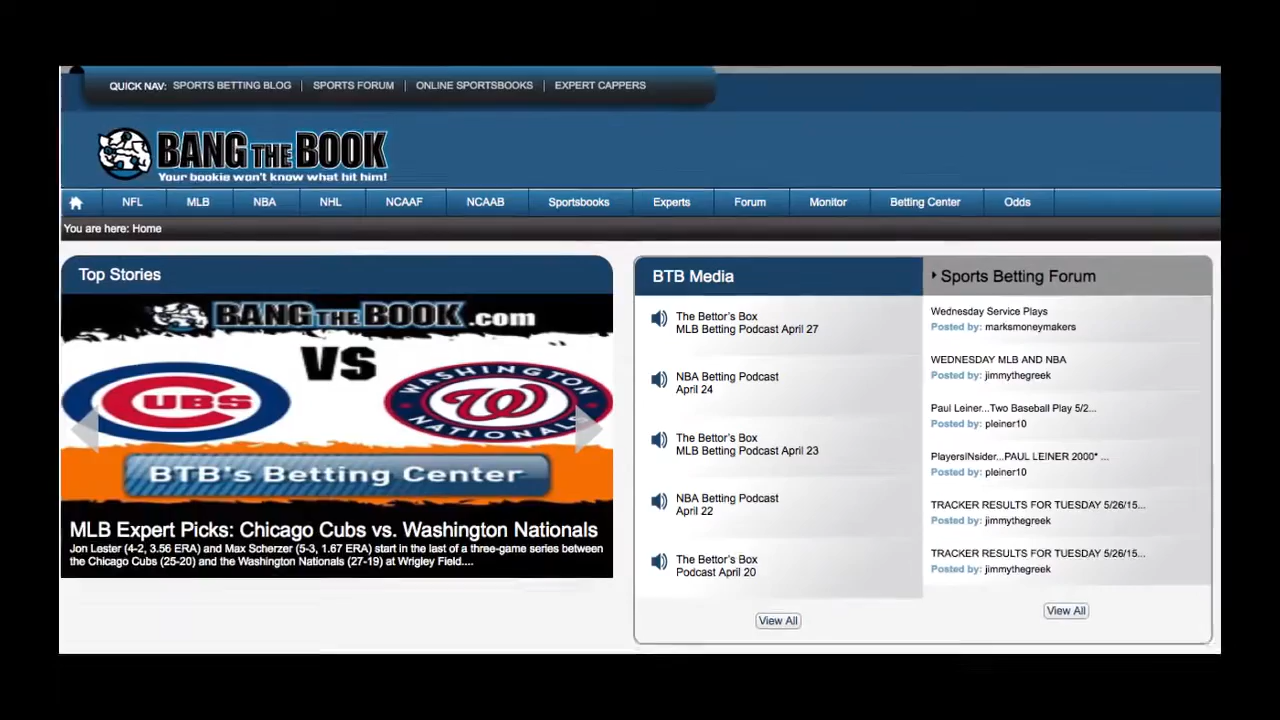 QUICK NAV: SPORTS BETTING BLOG | SPORTS FORUM | ONLINE SPORTSBOOKS | EXPERT CAPPERS
BANG THE BOOK
Your bookie won't know what hit him!
NFL MLB NBA NHL NCAAF NCAAB Sportsbooks Experts Forum Monitor Betting Center Odds
You are here: Home
Top Stories
BANG THE BOOK .com
VS
CUBS
WASHINGTON NATIONALS
W
BTB's Betting Center
MLB Expert Picks: Chicago Cubs vs. Washington Nationals
Jon Lester (4-2, 3.56 ERA) and Max Scherzer (5-3, 1.67 ERA) start in the last of a three-game series between
the Chicago Cubs (25-20) and the Washington Nationals (27-19) at Wrigley Field....
BTB Media
The Bettor's Box
MLB Betting Podcast April 27
NBA Betting Podcast
April 24
The Bettor's Box
MLB Betting Podcast April 23
NBA Betting Podcast
April 22
The Bettor's Box
Podcast April 20
View All
Sports Betting Forum
Wednesday Service Plays
Posted by: marksmoneymakers
WEDNESDAY MLB AND NBA
Posted by: jimmythegreek
Paul Leiner...Two Baseball Play 5/2...
Posted by: pleiner10
PlayersINsider...PAUL LEINER 2000* ...
Posted by: pleiner10
TRACKER RESULTS FOR TUESDAY 5/26/15...
Posted by: jimmythegreek
TRACKER RESULTS FOR TUESDAY 5/26/15...
Posted by: jimmythegreek
View All